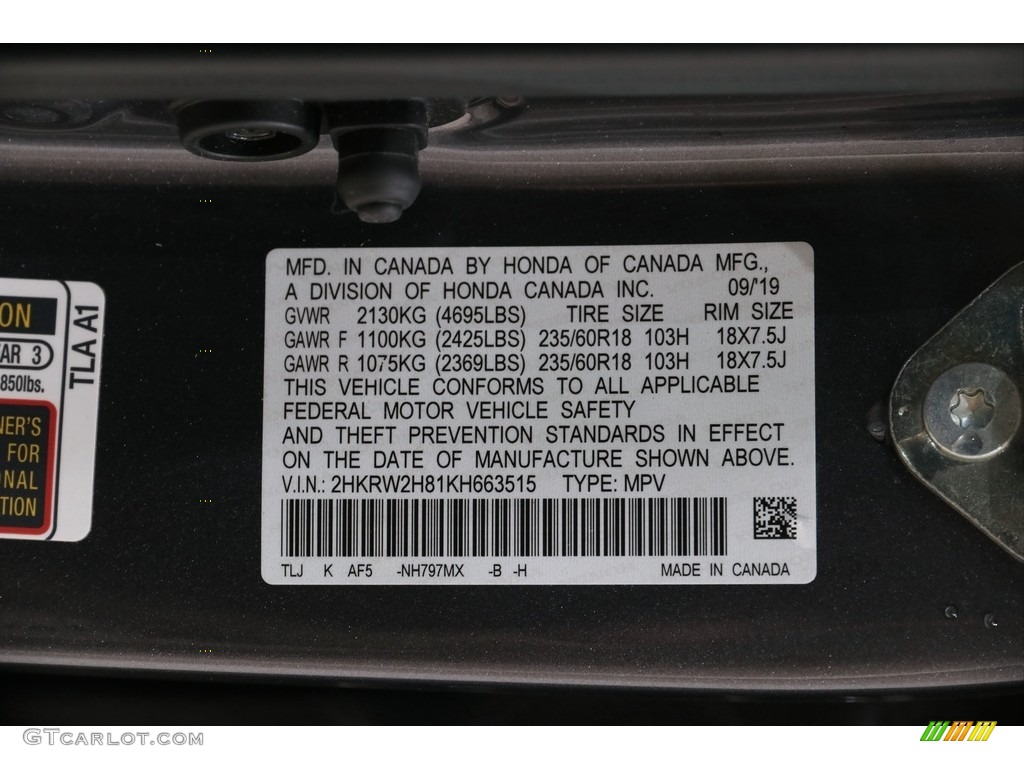 MFD. IN CANADA BY HONDA OF CANADA MFG.,
A DIVISION OF HONDA CANADA INC. 09/'19
GVWR 2130KG (4695LBS) TIRE SIZE RIM SIZE
GAWR F 1100KG (2425LBS) 235/60R18 103H 18X7.5J
GAWR R 1075KG (2369LBS) 235/60R18 103H 18X7.5J
THIS VEHICLE CONFORMS TO ALL APPLICABLE
FEDERAL MOTOR VEHICLE SAFETY
AND THEFT PREVENTION STANDARDS IN EFFECT
ON THE DATE OF MANUFACTURE SHOWN ABOVE.
V.I.N.: 2HKRW2H81KH663515 TYPE: MPV
TLJ K AF5 -NH797MX -B -H MADE IN CANADA
ON
AR 3
850lbs.
TLA A1
NER'S
FOR
ONAL
TION
GTCARLOT.COM